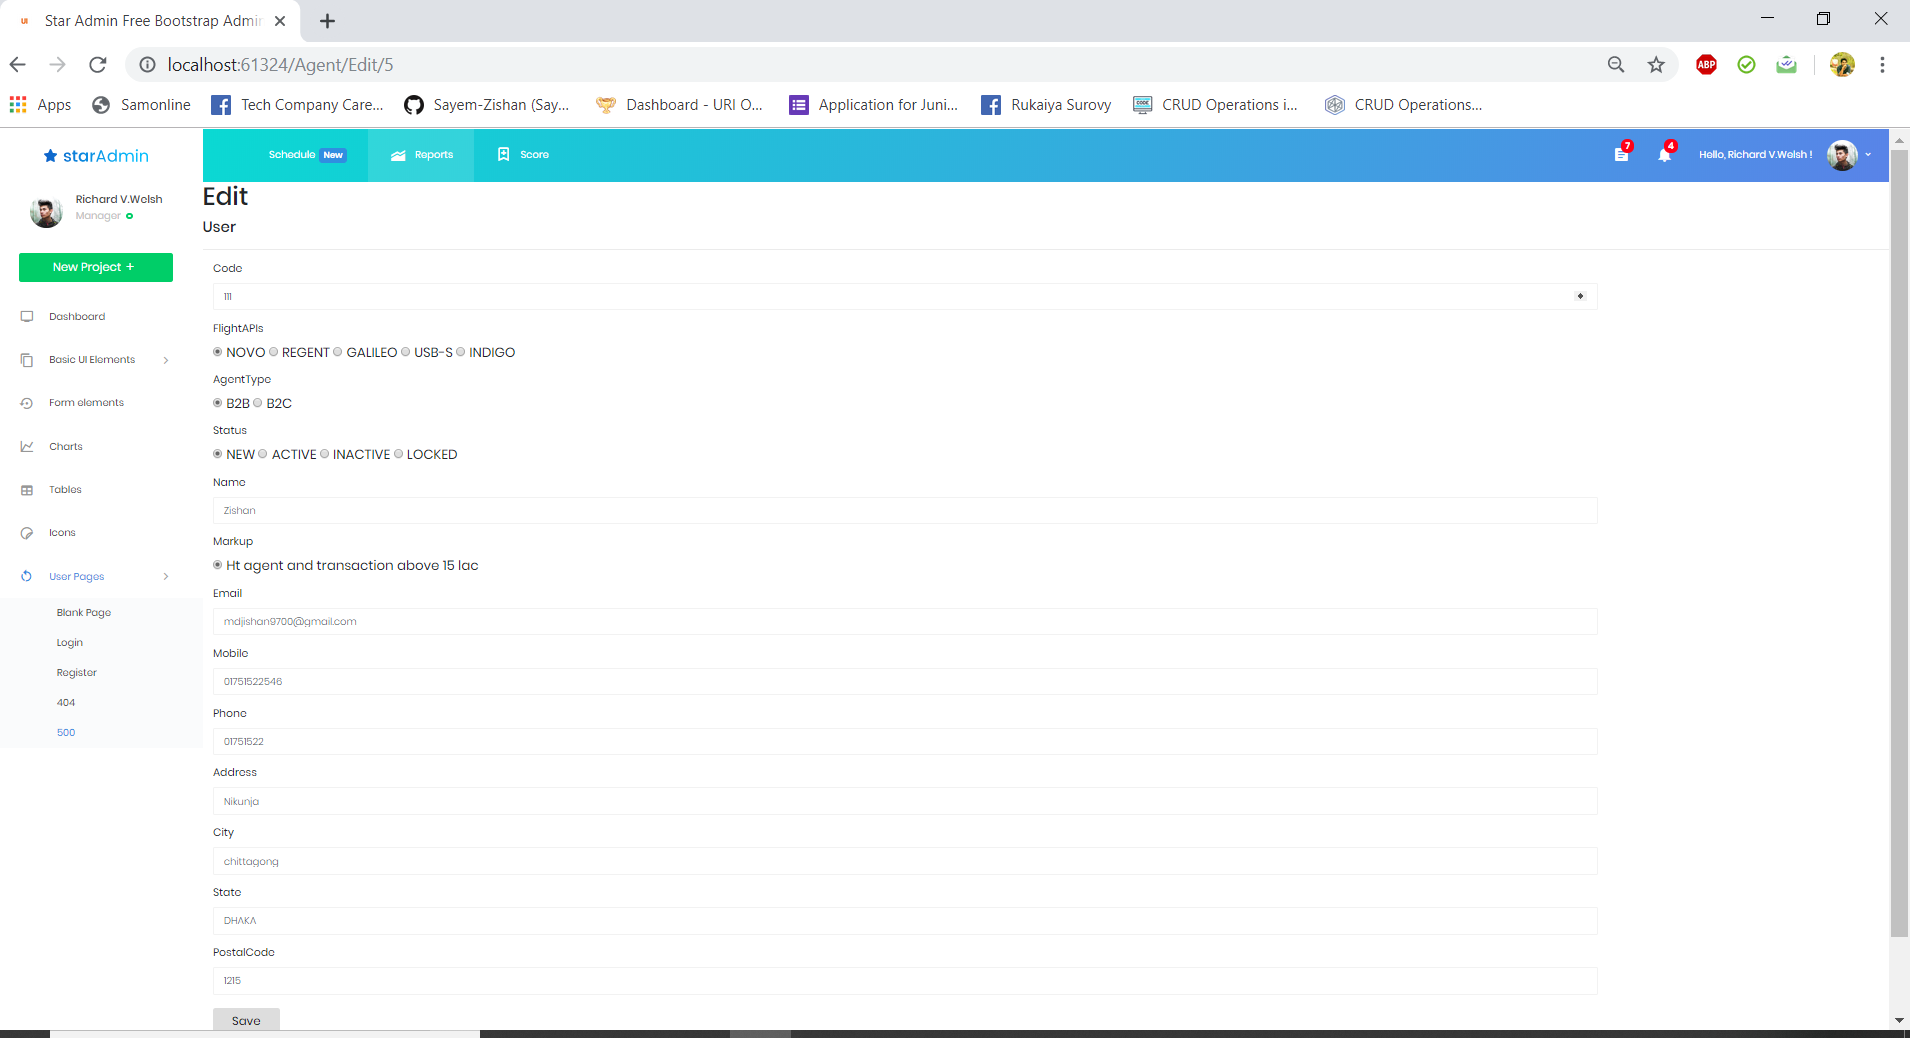 UI Star Admin Free Bootstrap Admi
localhost:61324/Agent/Edit/5
ABP
Apps Samonline Tech Company Care... Sayem-Zishan (Say... Dashboard - URI O... Application for Juni... Rukaiya Surovy CRUD Operations i... CRUD Operations...
starAdmin
Schedule New Reports Score 7 4 Hello, Richard V.Welsh !
Richard V.Welsh
Manager
New Project +
Dashboard
Basic UI Elements
Form elements
Charts
Tables
Icons
User Pages
Blank Page
Login
Register
404
500
Edit
User
Code
111
FlightAPIs
NOVO REGENT GALILEO USB-S INDIGO
AgentType
B2B B2C
Status
NEW ACTIVE INACTIVE LOCKED
Name
Zishan
Markup
Ht agent and transaction above 15 lac
Email
mdjishan9700@gmail.com
Mobile
01751522546
Phone
01751522
Address
Nikunja
City
chittagong
State
DHAKA
PostalCode
1215
Save